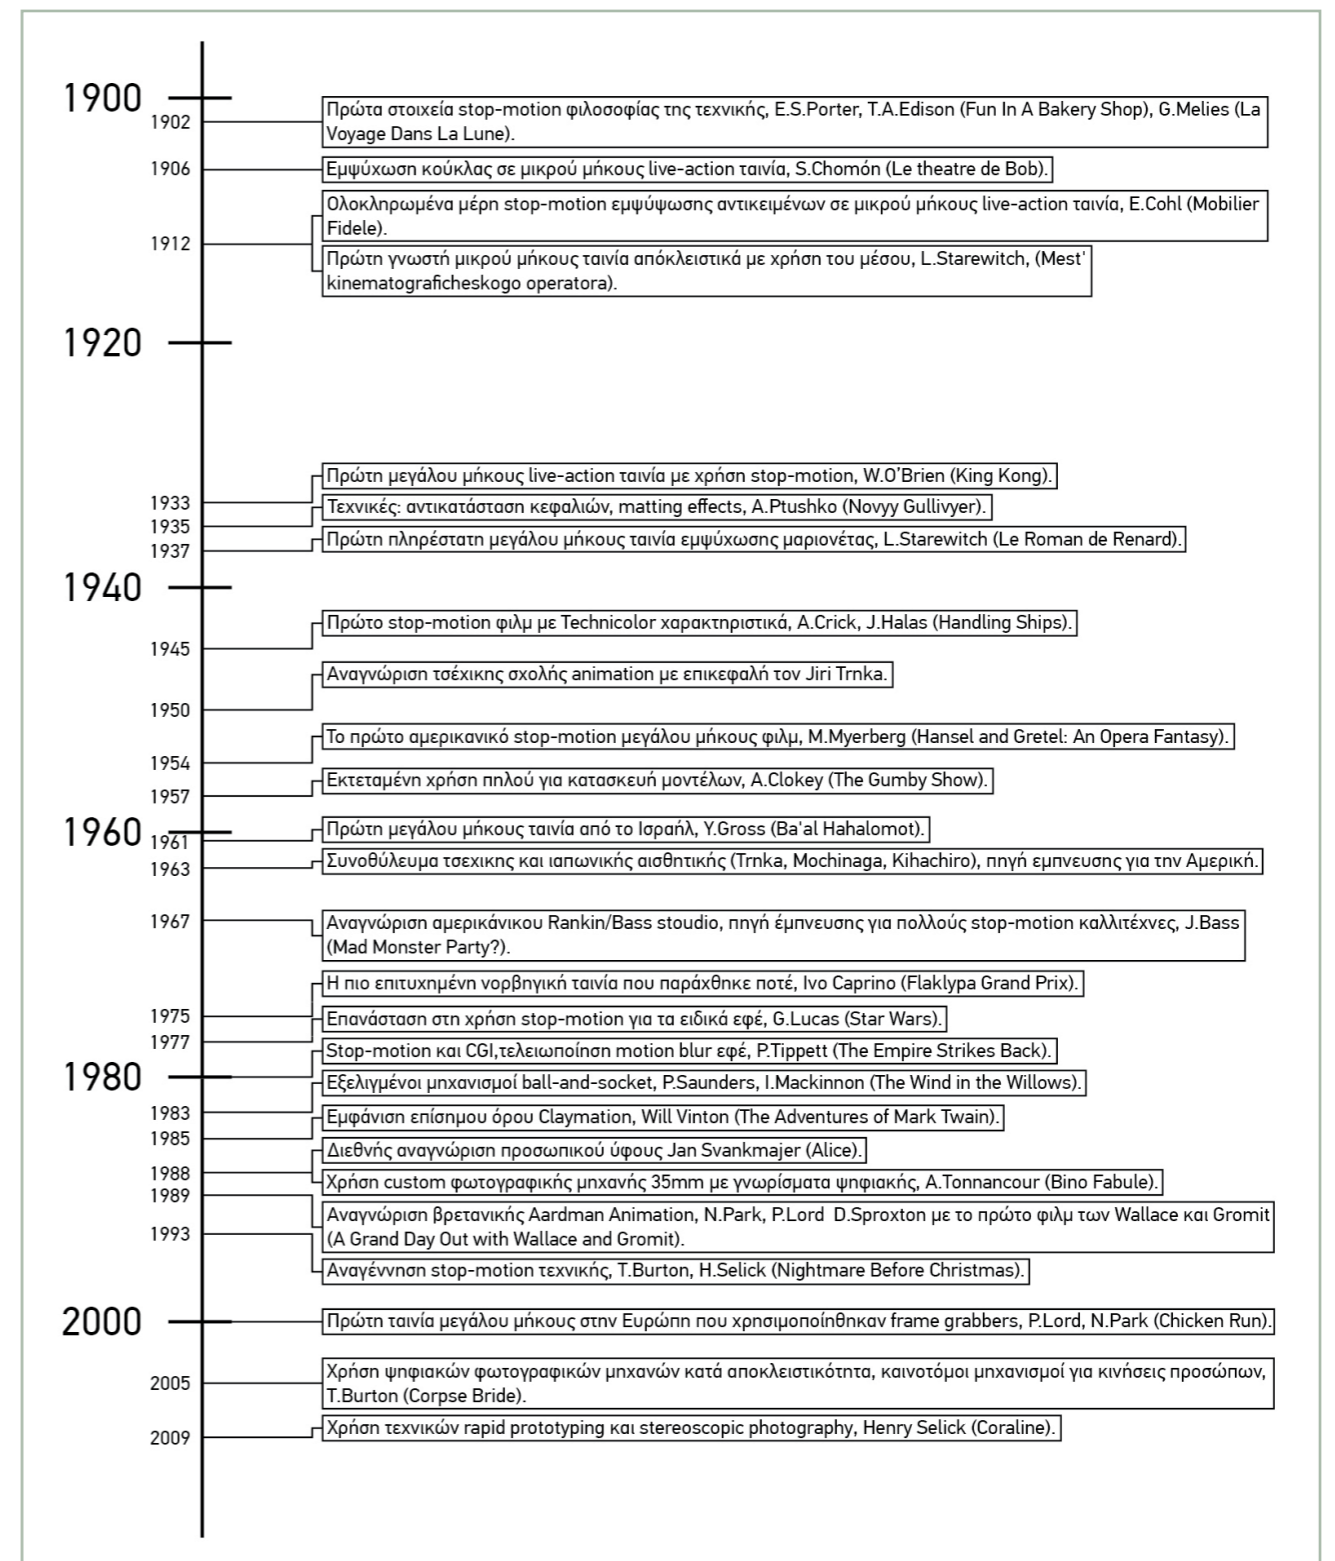 1900
1902
Πρώτα στοιχεία stop-motion φιλοσοφίας της τεχνικής, E.S.Porter, T.A.Edison (Fun In A Bakery Shop), G.Melies (La
Voyage Dans La Lune).
1906
Εμψύχωση κούκλας σε μικρού μήκους live-action ταινία, S.Chomón (Le theatre de Bob).
1912
Ολοκληρωμένα μέρη stop-motion εμψύψωσης αντικειμένων σε μικρού μήκους live-action ταινία, E.Cohl (Mobilier
Fidele).
Πρώτη γνωστή μικρού μήκους ταινία απόκλειστικά με χρήση του μέσου, L.Starewitch, (Mest'
kinematograficheskogo operatora).
1920
1933
Πρώτη μεγάλου μήκους live-action ταινία με χρήση stop-motion, W.O’Brien (King Kong).
1935
Τεχνικές: αντικατάσταση κεφαλιών, matting effects, A.Ptushko (Novyy Gullivyer).
1937
Πρώτη πληρέστατη μεγάλου μήκους ταινία εμψύχωσης μαριονέτας, L.Starewitch (Le Roman de Renard).
1940
1945
Πρώτο stop-motion φιλμ με Technicolor χαρακτηριστικά, A.Crick, J.Halas (Handling Ships).
1950
Αναγνώριση τσέχικης σχολής animation με επικεφαλή τον Jiri Trnka.
1954
Το πρώτο αμερικανικό stop-motion μεγάλου μήκους φιλμ, M.Myerberg (Hansel and Gretel: An Opera Fantasy).
1957
Εκτεταμένη χρήση πηλού για κατασκευή μοντέλων, A.Clokey (The Gumby Show).
1960
1961
Πρώτη μεγάλου μήκους ταινία από το Ισραήλ, Y.Gross (Ba'al Hahalomot).
1963
Συνοθύλευμα τσεχικης και ιαπωνικής αισθητικής (Trnka, Mochinaga, Kihachiro), πηγή εμπνευσης για την Αμερική.
1967
Αναγνώριση αμερικάνικου Rankin/Bass stoudio, πηγή έμπνευσης για πολλούς stop-motion καλλιτέχνες, J.Bass
(Mad Monster Party?).
1975
Η πιο επιτυχημένη νορβηγική ταινία που παράχθηκε ποτέ, Ivo Caprino (Flaklypa Grand Prix).
1977
Επανάσταση στη χρήση stop-motion για τα ειδικά εφέ, G.Lucas (Star Wars).
1980
Stop-motion και CGI,τελειωποίηση motion blur εφέ, P.Tippett (The Empire Strikes Back).
1983
Εξελιγμένοι μηχανισμοί ball-and-socket, P.Saunders, I.Mackinnon (The Wind in the Willows).
1985
Εμφάνιση επίσημου όρου Claymation, Will Vinton (The Adventures of Mark Twain).
1988
Διεθνής αναγνώριση προσωπικού ύφους Jan Svankmajer (Alice).
Χρήση custom φωτογραφικής μηχανής 35mm με γνωρίσματα ψηφιακής, A.Tonnancour (Bino Fabule).
1989
Αναγνώριση βρετανικής Aardman Animation, N.Park, P.Lord D.Sproxton με το πρώτο φιλμ των Wallace και Gromit
(A Grand Day Out with Wallace and Gromit).
1993
Αναγέννηση stop-motion τεχνικής, T.Burton, H.Selick (Nightmare Before Christmas).
2000
Πρώτη ταινία μεγάλου μήκους στην Ευρώπη που χρησιμοποίηθηκαν frame grabbers, P.Lord, N.Park (Chicken Run).
2005
Χρήση ψηφιακών φωτογραφικών μηχανών κατά αποκλειστικότητα, καινοτόμοι μηχανισμοί για κινήσεις προσώπων,
T.Burton (Corpse Bride).
2009
Χρήση τεχνικών rapid prototyping και stereoscopic photography, Henry Selick (Coraline).